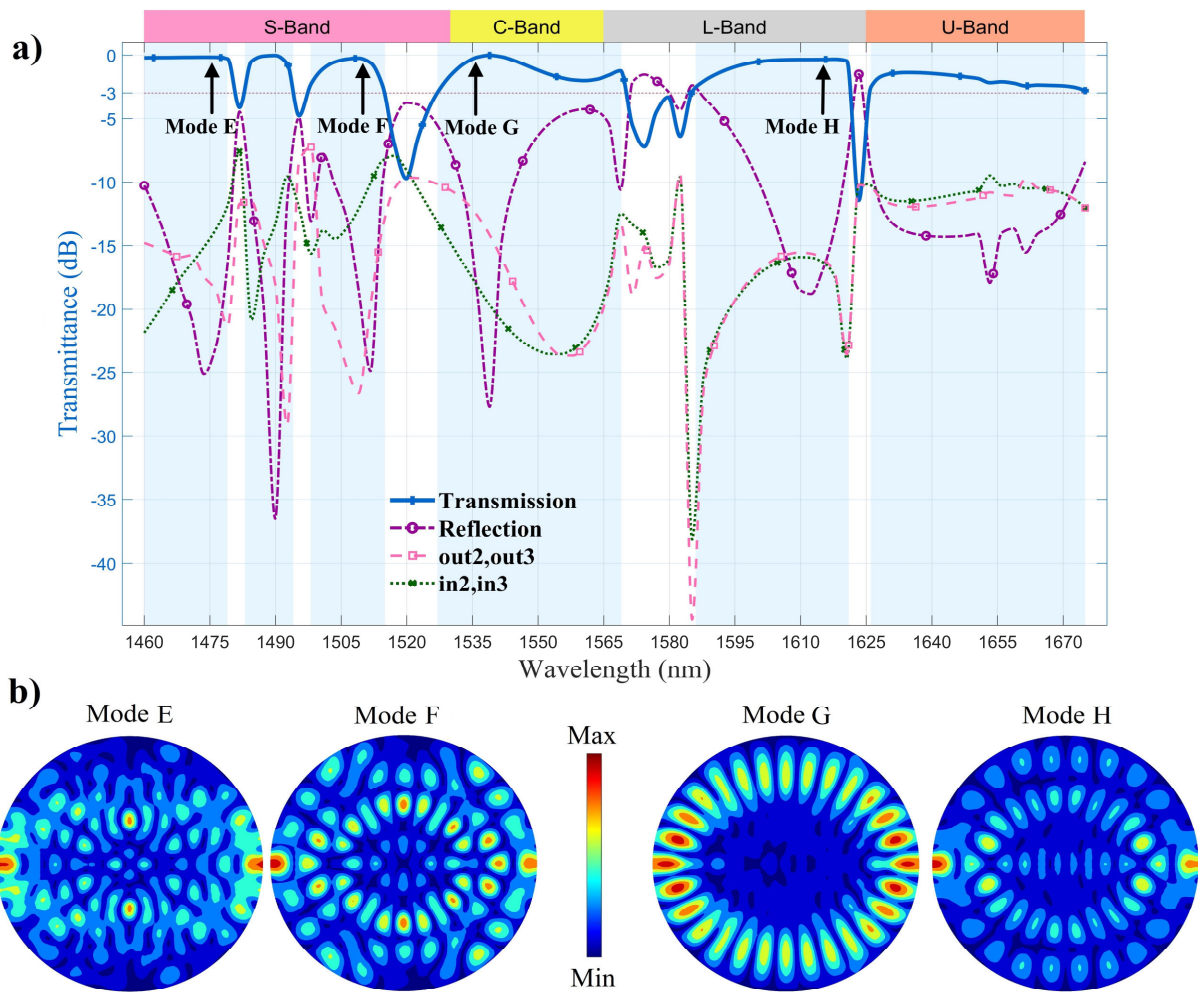 S-Band C-Band L-Band U-Band
a)
0
-3
-5
-10
-15
-20
-25
-30
-35
-40
Transmittance (dB)
Mode E Mode F Mode G Mode H
Transmission
Reflection
out2,out3
in2,in3
1460 1475 1490 1505 1520 1535 1550 1565 1580 1595 1610 1625 1640 1655 1670
Wavelength (nm)
b)
Mode E Mode F Mode G Mode H
Max
Min